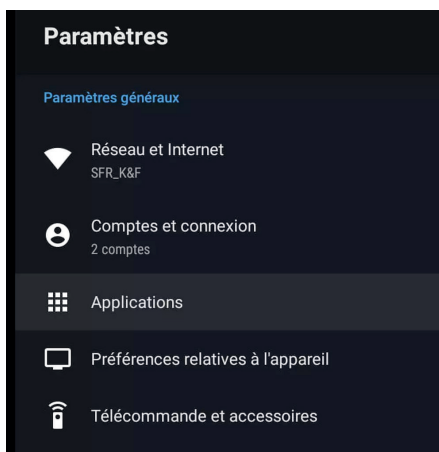 Paramètres
Paramètres généraux
Réseau et Internet
SFR_K&F
Comptes et connexion
2 comptes
Applications
Préférences relatives à l'appareil
Télécommande et accessoires